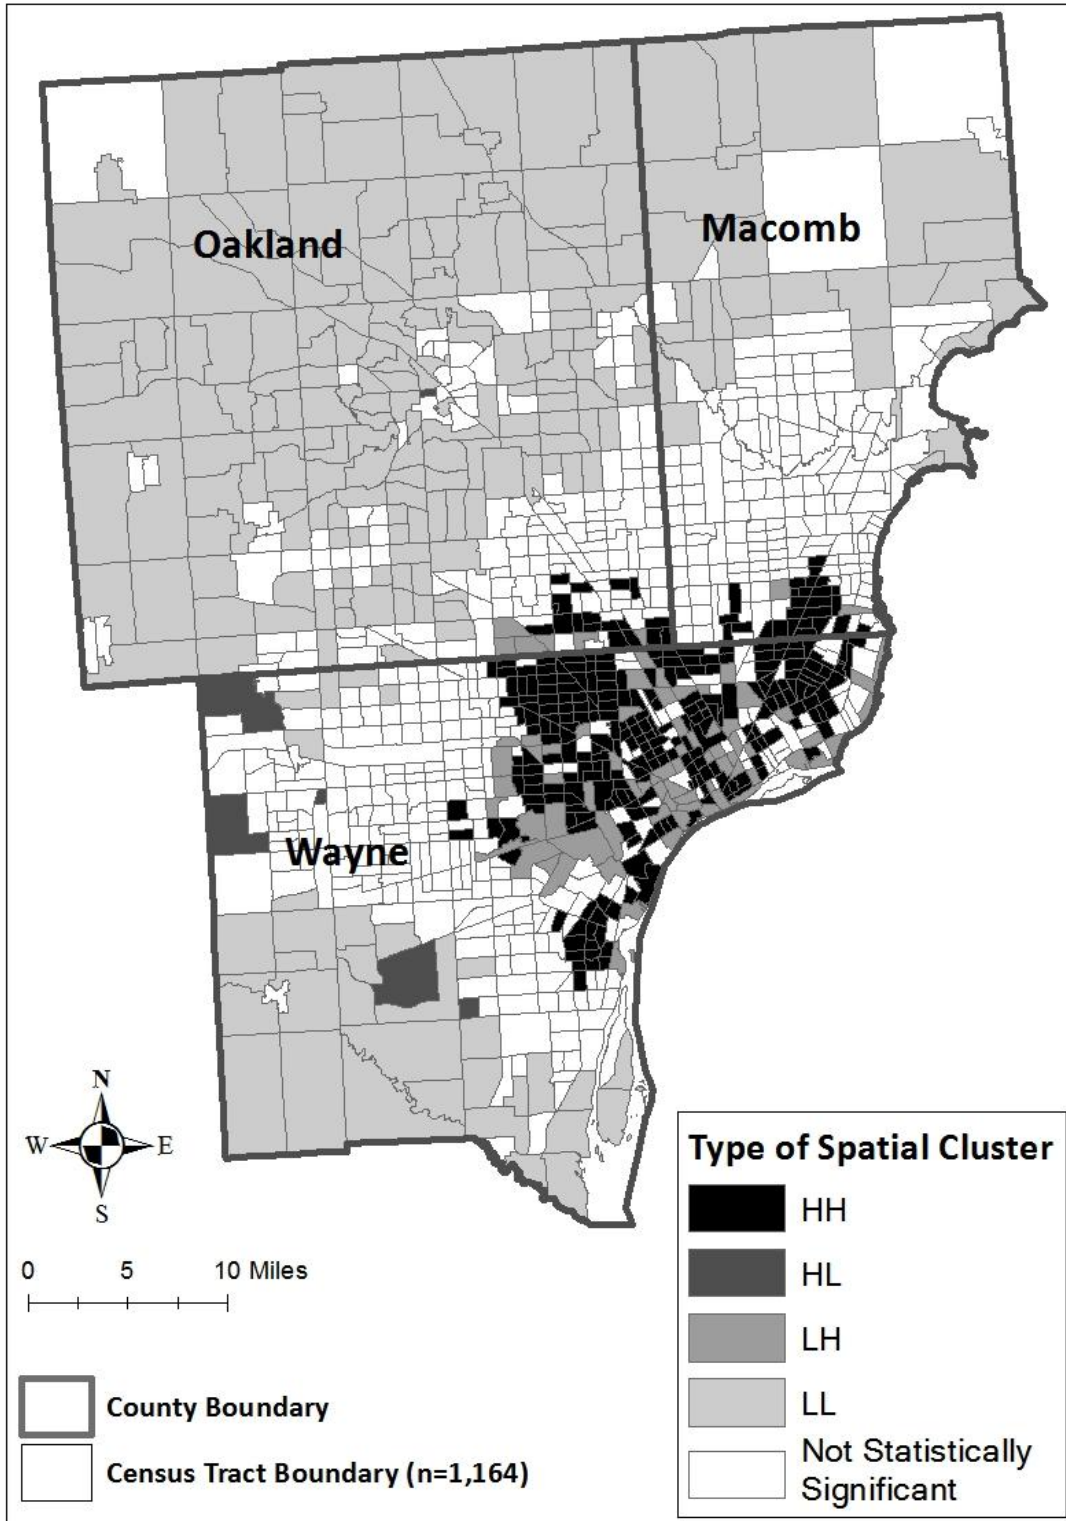 Oakland
Macomb
Wayne
N
W E
S
0 5 10 Miles
County Boundary
Census Tract Boundary (n=1,164)
Type of Spatial Cluster
HH
HL
LH
LL
Not Statistically
Significant